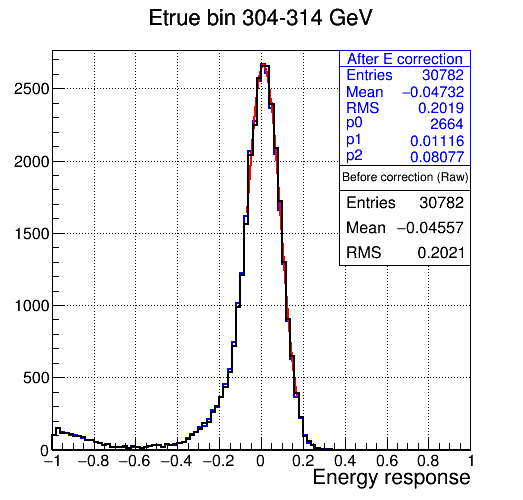 Etrue bin 304-314 GeV
After E correction
Entries 30782
Mean −0.04732
RMS 0.2019
p0 2664
p1 0.01116
p2 0.08077
Before correction (Raw)
Entries 30782
Mean −0.04557
RMS 0.2021
2500
2000
1500
1000
500
0
−1 −0.8 −0.6 −0.4 −0.2 0 0.2 0.4 0.6 0.8 1
Energy response